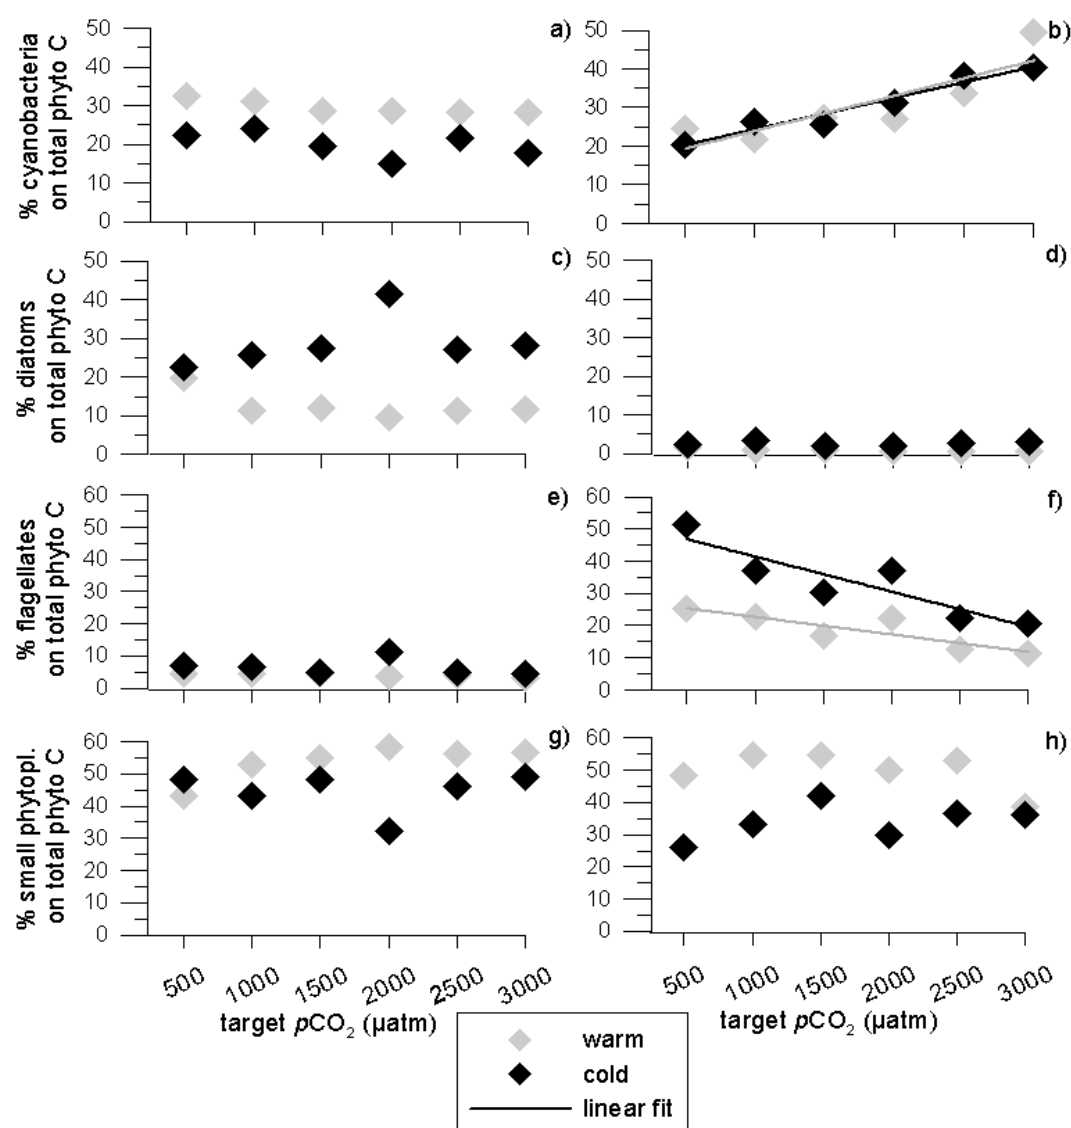 % cyanobacteria
on total phyto C
50
40
30
20
10
0
a)
50
40
30
20
10
0
b)
% diatoms
on total phyto C
50
40
30
20
10
0
c)
50
40
30
20
10
0
d)
% flagellates
on total phyto C
60
50
40
30
20
10
0
e)
60
50
40
30
20
10
0
f)
% small phytopl.
on total phyto C
60
50
40
30
20
10
0
g)
60
50
40
30
20
10
0
h)
500 1000 1500 2000 2500 3000
target pCO2 (µatm)
500 1000 1500 2000 2500 3000
target pCO2 (µatm)
warm
cold
linear fit